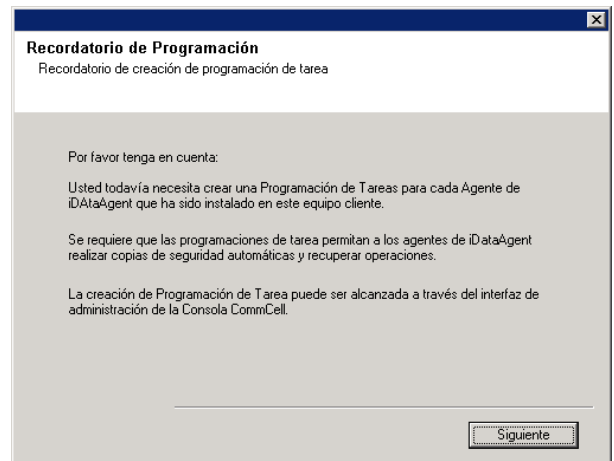 Recordatorio de Programación
Recordatorio de creación de programación de tarea
Por favor tenga en cuenta:
Usted todavía necesita crear una Programación de Tareas para cada Agente de
iDAtaAgent que ha sido instalado en este equipo cliente.
Se requiere que las programaciones de tarea permitan a los agentes de iDataAgent
realizar copias de seguridad automáticas y recuperar operaciones.
La creación de Programación de Tarea puede ser alcanzada a través del interfaz de
administración de la Consola CommCell.
Siguiente